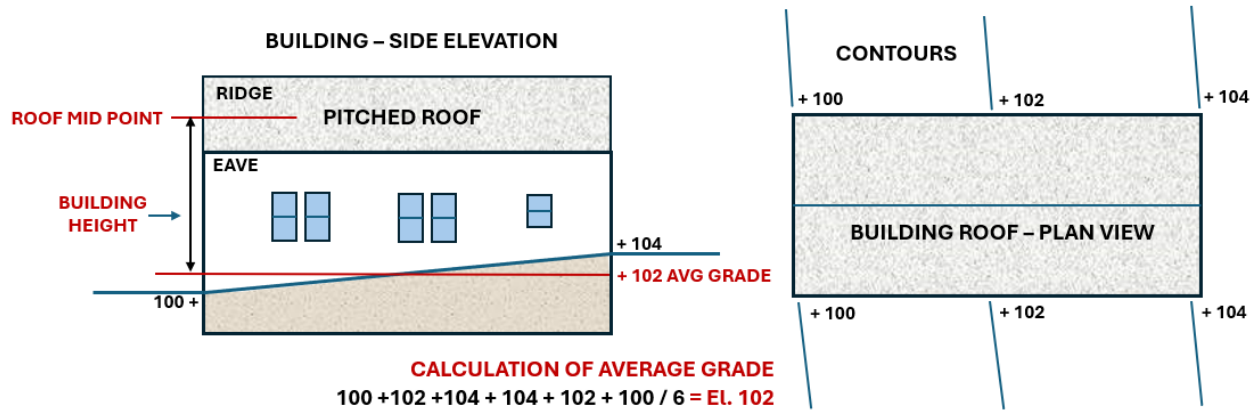 BUILDING – SIDE ELEVATION
RIDGE
ROOF MID POINT
PITCHED ROOF
EAVE
BUILDING
HEIGHT
+ 104
+ 102 AVG GRADE
100 +
CALCULATION OF AVERAGE GRADE
100 +102 +104 + 104 + 102 + 100 / 6 = El. 102
CONTOURS
+ 100
+ 102
+ 104
BUILDING ROOF – PLAN VIEW
+ 100
+ 102
+ 104